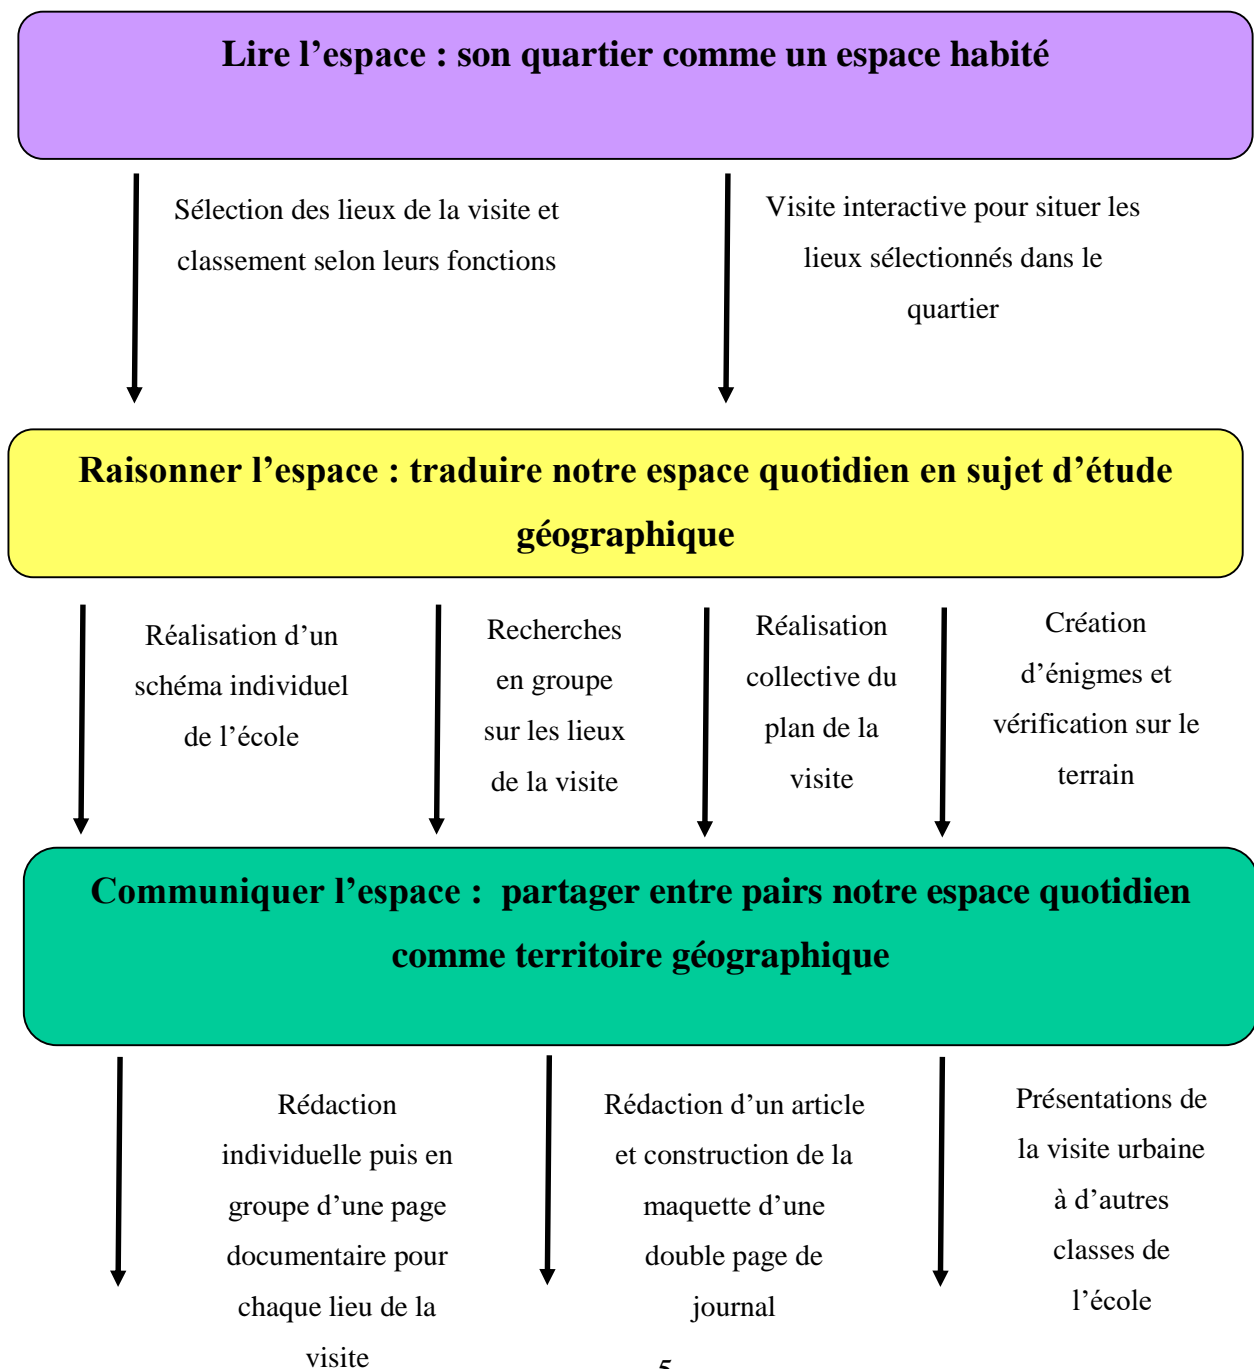 Lire l’espace : son quartier comme un espace habité
Sélection des lieux de la visite et
classement selon leurs fonctions
Visite interactive pour situer les
lieux sélectionnés dans le
quartier
Raisonner l’espace : traduire notre espace quotidien en sujet d’étude
géographique
Réalisation d’un
schéma individuel
de l’école
Recherches
en groupe
sur les lieux
de la visite
Réalisation
collective du
plan de la
visite
Création
d’énigmes et
vérification sur le
terrain
Communiquer l’espace : partager entre pairs notre espace quotidien
comme territoire géographique
Rédaction
individuelle puis en
groupe d’une page
documentaire pour
chaque lieu de la
visite
Rédaction d’un article
et construction de la
maquette d’une
double page de
journal
Présentations de
la visite urbaine
à d’autres
classes de
l’école
5